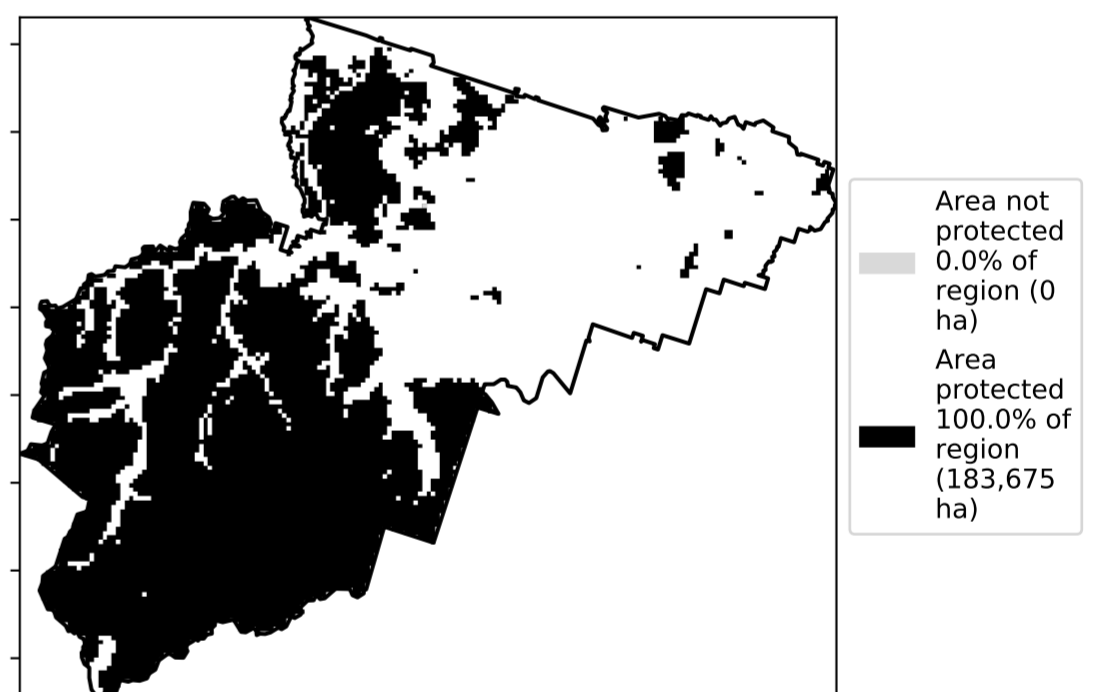 Area not
protected
0.0% of
region (0
ha)
Area
protected
100.0% of
region
(183,675
ha)